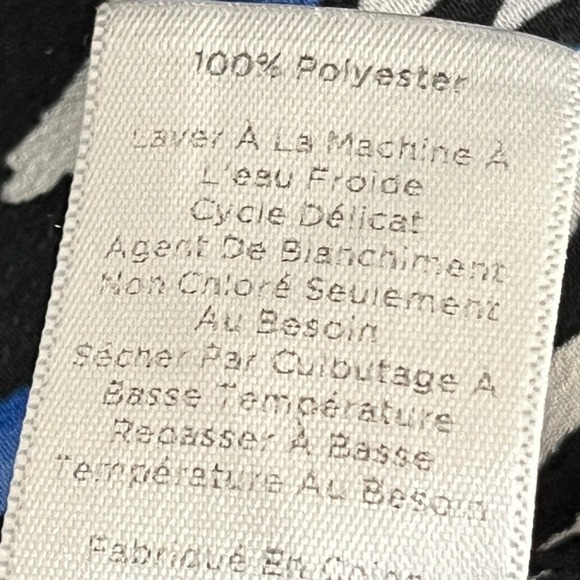 100% Polyester
Laver À La Machine À
L'eau Froide
Cycle Délicat
Agent De Blanchiment
Non Chloré Seulement
Au Besoin
Sécher Par Culbutage A
Basse Température
Repasser À Basse
Température Au Besoin
Fabriqué En